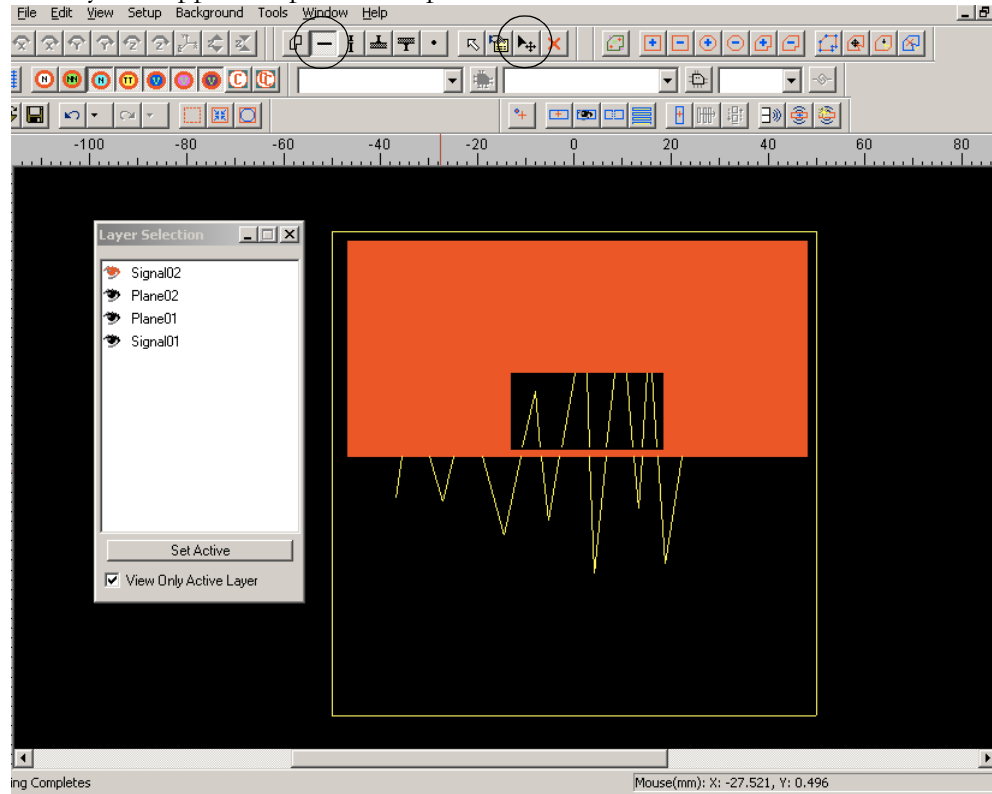 File Edit View Setup Background Tools Window Help
N N N TT V V C C
-100 -80 -60 -40 -20 0 20 40 60 80
Layer Selection
Signal02
Plane02
Plane01
Signal01
Set Active
View Only Active Layer
ing Completes
Mouse(mm): X: -27.521, Y: 0.496